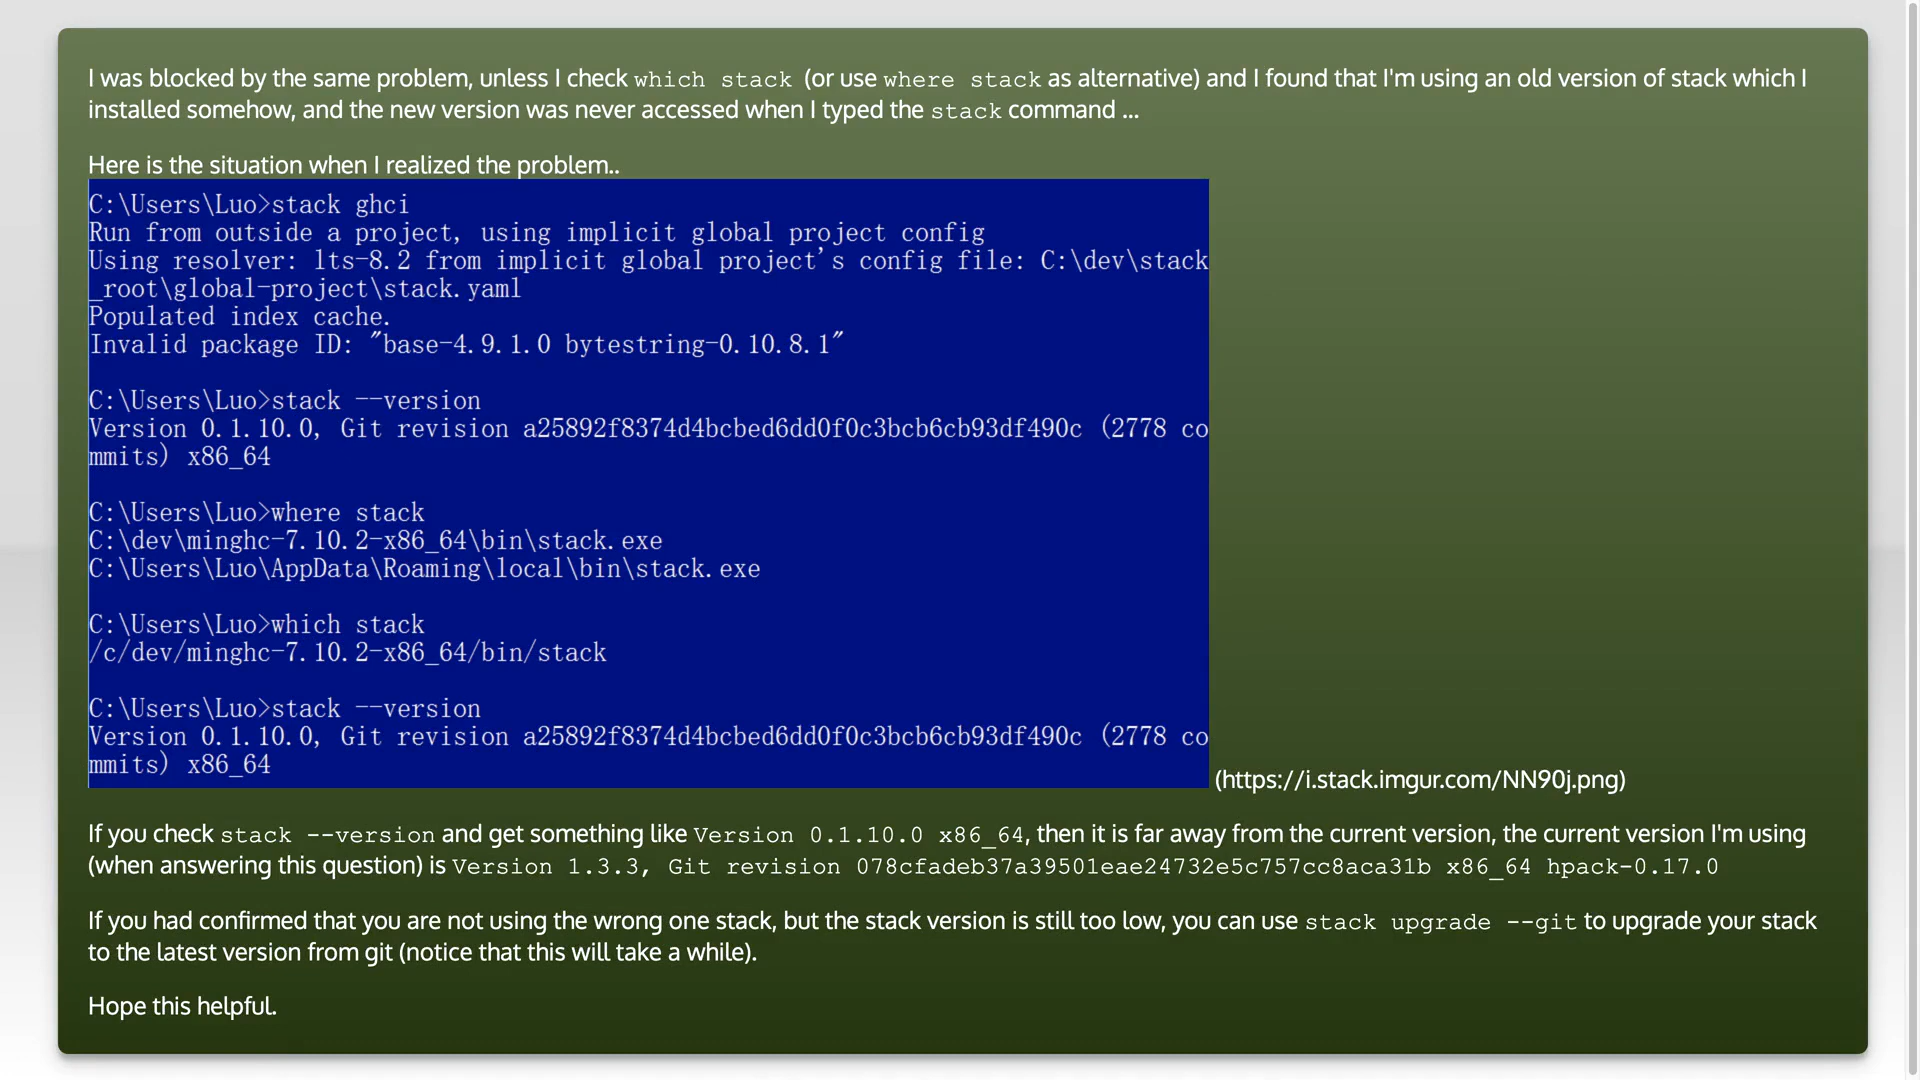 I was blocked by the same problem, unless I check which stack (or use where stack as alternative) and I found that I'm using an old version of stack which I
installed somehow, and the new version was never accessed when I typed the stack command ...
Here is the situation when I realized the problem..
C:\Users\Luo>stack ghci
Run from outside a project, using implicit global project config
Using resolver: lts-8.2 from implicit global project's config file: C:\dev\stack
_root\global-project\stack.yaml
Populated index cache.
Invalid package ID: "base-4.9.1.0 bytestring-0.10.8.1"
C:\Users\Luo>stack --version
Version 0.1.10.0, Git revision a25892f8374d4bcbed6dd0f0c3bcb6cb93df490c (2778 co
mmits) x86_64
C:\Users\Luo>where stack
C:\dev\minghc-7.10.2-x86_64\bin\stack.exe
C:\Users\Luo\AppData\Roaming\local\bin\stack.exe
C:\Users\Luo>which stack
/c/dev/minghc-7.10.2-x86_64/bin/stack
C:\Users\Luo>stack --version
Version 0.1.10.0, Git revision a25892f8374d4bcbed6dd0f0c3bcb6cb93df490c (2778 co
mmits) x86_64
(https://i.stack.imgur.com/NN90j.png)
If you check stack --version and get something like Version 0.1.10.0 x86_64, then it is far away from the current version, the current version I'm using
(when answering this question) is Version 1.3.3, Git revision 078cfadeb37a39501eae24732e5c757cc8aca31b x86_64 hpack-0.17.0
If you had confirmed that you are not using the wrong one stack, but the stack version is still too low, you can use stack upgrade --git to upgrade your stack
to the latest version from git (notice that this will take a while).
Hope this helpful.